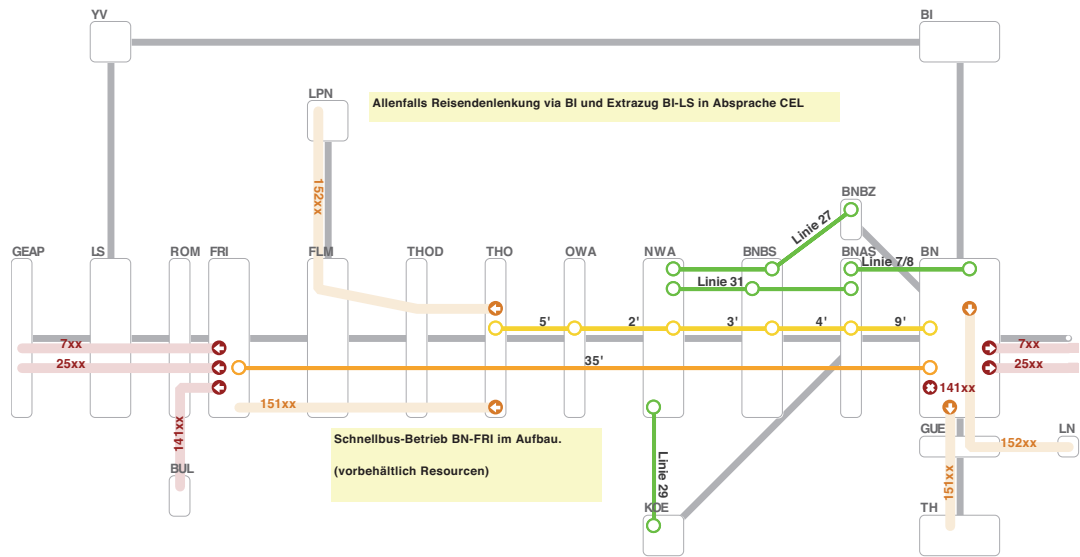 YV
BI
LPN
Allenfalls Reisendenlenkung via BI und Extrazug BI-LS in Absprache CEL
152xx
BNBZ
Linie 27
GEAP
LS
ROM
FRI
FLM
THOD
THO
OWA
NWA
BNBS
BNAS
BN
Linie 7/8
Linie 31
5'
2'
3'
4'
9'
7xx
7xx
25xx
35'
25xx
141xx
151xx
141xx
Schnellbus-Betrieb BN-FRI im Aufbau.
(vorbehältlich Resourcen)
GUE
LN
152xx
BUL
Linie 29
151xx
KOE
TH